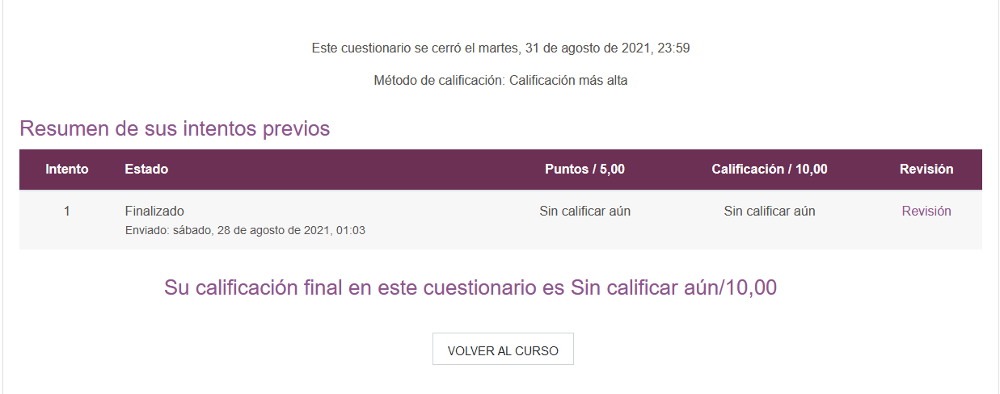 Este cuestionario se cerró el martes, 31 de agosto de 2021, 23:59
Método de calificación: Calificación más alta
Resumen de sus intentos previos
Intento Estado Puntos / 5,00 Calificación / 10,00 Revisión
1 Finalizado Sin calificar aún Sin calificar aún Revisión
Enviado: sábado, 28 de agosto de 2021, 01:03
Su calificación final en este cuestionario es Sin calificar aún/10,00
VOLVER AL CURSO